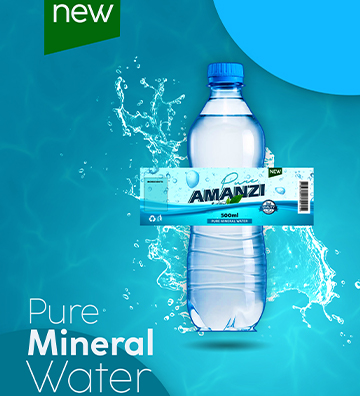 new
Pure
AMANZI
NEW
500ml
PURE MINERAL WATER
Pure
Mineral
Water